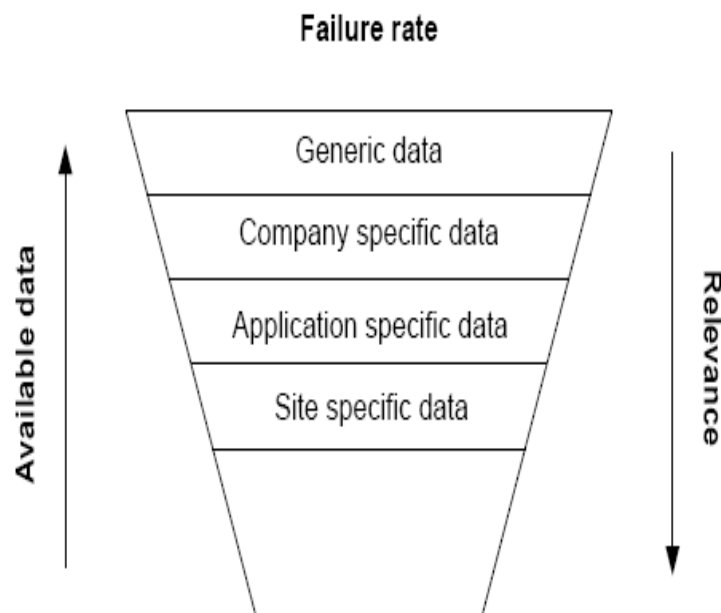 Failure rate
Generic data
Company specific data
Application specific data
Site specific data
Available data
Relevance